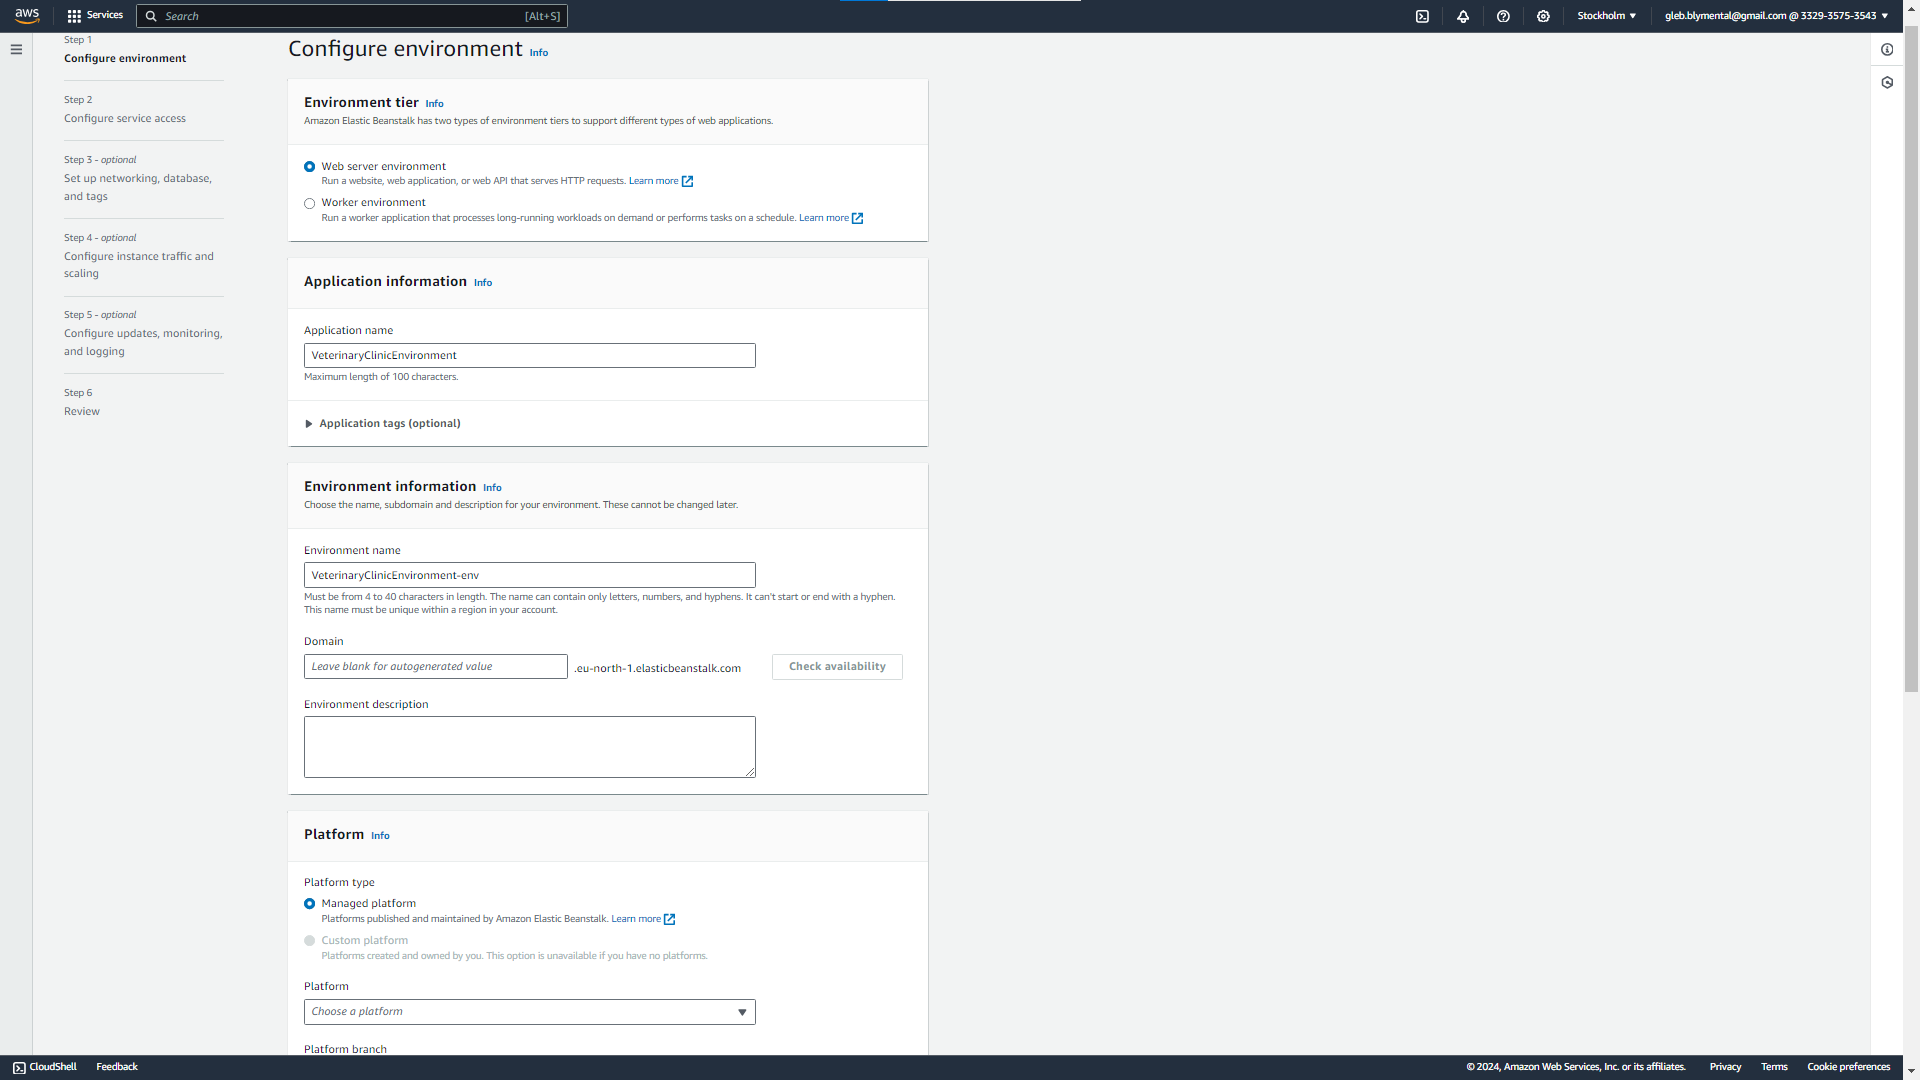 aws
Services
Search
[Alt+S]
Stockholm
gleb.blymental@gmail.com @ 3329-3575-3543
Step 1
Configure environment
Step 2
Configure service access
Step 3 - optional
Set up networking, database,
and tags
Step 4 - optional
Configure instance traffic and
scaling
Step 5 - optional
Configure updates, monitoring,
and logging
Step 6
Review
Configure environment Info
Environment tier Info
Amazon Elastic Beanstalk has two types of environment tiers to support different types of web applications.
Web server environment
Run a website, web application, or web API that serves HTTP requests. Learn more
Worker environment
Run a worker application that processes long-running workloads on demand or performs tasks on a schedule. Learn more
Application information Info
Application name
VeterinaryClinicEnvironment
Maximum length of 100 characters.
Application tags (optional)
Environment information Info
Choose the name, subdomain and description for your environment. These cannot be changed later.
Environment name
VeterinaryClinicEnvironment-env
Must be from 4 to 40 characters in length. The name can contain only letters, numbers, and hyphens. It can't start or end with a hyphen.
This name must be unique within a region in your account.
Domain
Leave blank for autogenerated value
.eu-north-1.elasticbeanstalk.com
Check availability
Environment description
Platform Info
Platform type
Managed platform
Platforms published and maintained by Amazon Elastic Beanstalk. Learn more
Custom platform
Platforms created and owned by you. This option is unavailable if you have no platforms.
Platform
Choose a platform
Platform branch
CloudShell
Feedback
© 2024, Amazon Web Services, Inc. or its affiliates.
Privacy
Terms
Cookie preferences